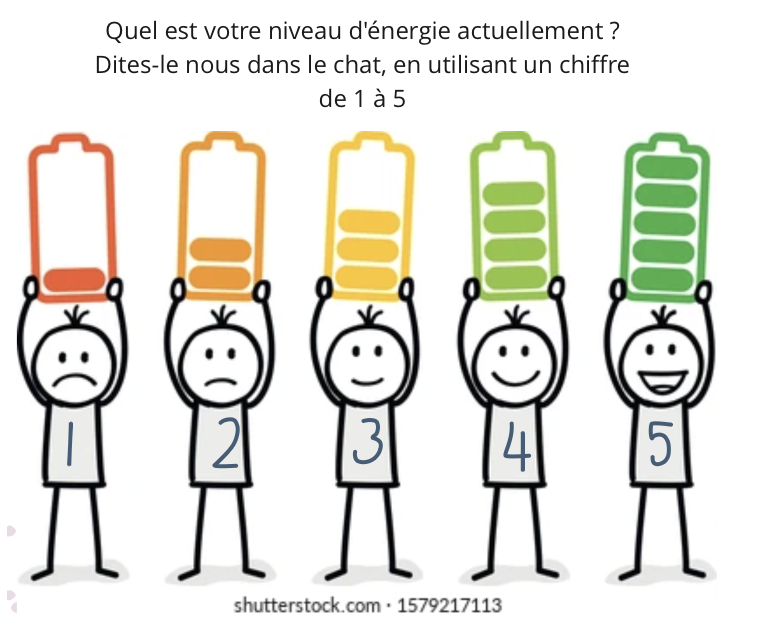 Quel est votre niveau d'énergie actuellement ?
Dites-le nous dans le chat, en utilisant un chiffre
de 1 à 5
1 2 3 4 5
shutterstock.com · 1579217113